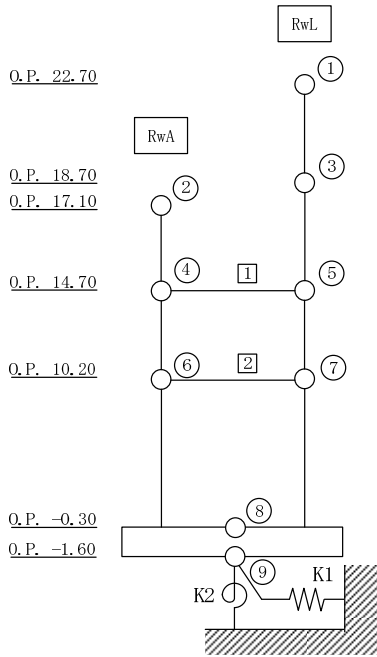 RwL
O.P. 22.70
①
RwA
O.P. 18.70
③
O.P. 17.10
②
O.P. 14.70
④
1
⑤
O.P. 10.20
⑥
2
⑦
O.P. -0.30
⑧
O.P. -1.60
⑨
K1
K2